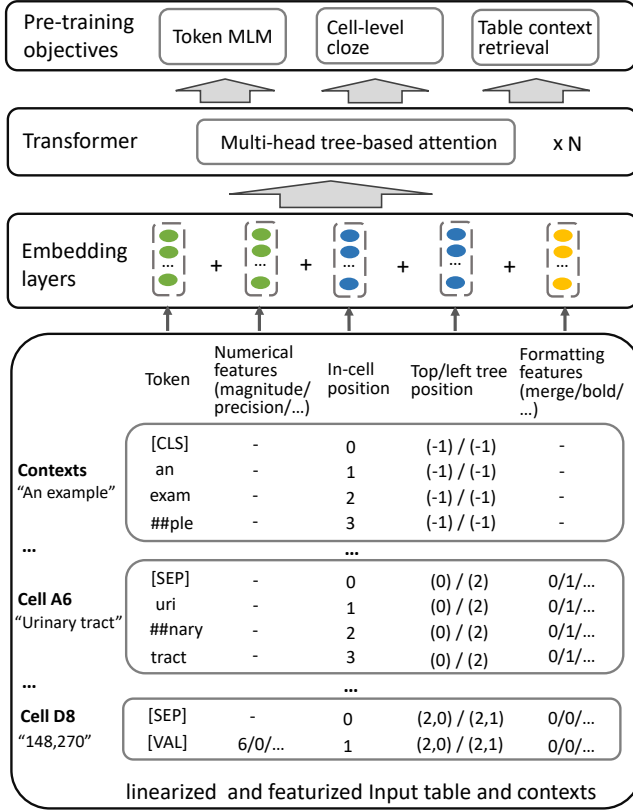 Pre-training objectives
Token MLM
Cell-level cloze
Table context retrieval
Transformer
Multi-head tree-based attention
x N
Embedding layers
... + ... + ... + ... + ...
Token
Numerical features (magnitude/ precision/...)
In-cell position
Top/left tree position
Formatting features (merge/bold/ ...)
Contexts
"An example"
[CLS] - 0 (-1) / (-1) -
an - 1 (-1) / (-1) -
exam - 2 (-1) / (-1) -
##ple - 3 (-1) / (-1) -
... ...
Cell A6
"Urinary tract"
[SEP] - 0 (0) / (2) 0/1/...
uri - 1 (0) / (2) 0/1/...
##nary - 2 (0) / (2) 0/1/...
tract - 3 (0) / (2) 0/1/...
... ...
Cell D8
"148,270"
[SEP] - 0 (2,0) / (2,1) 0/0/...
[VAL] 6/0/... 1 (2,0) / (2,1) 0/0/...
linearized and featurized Input table and contexts